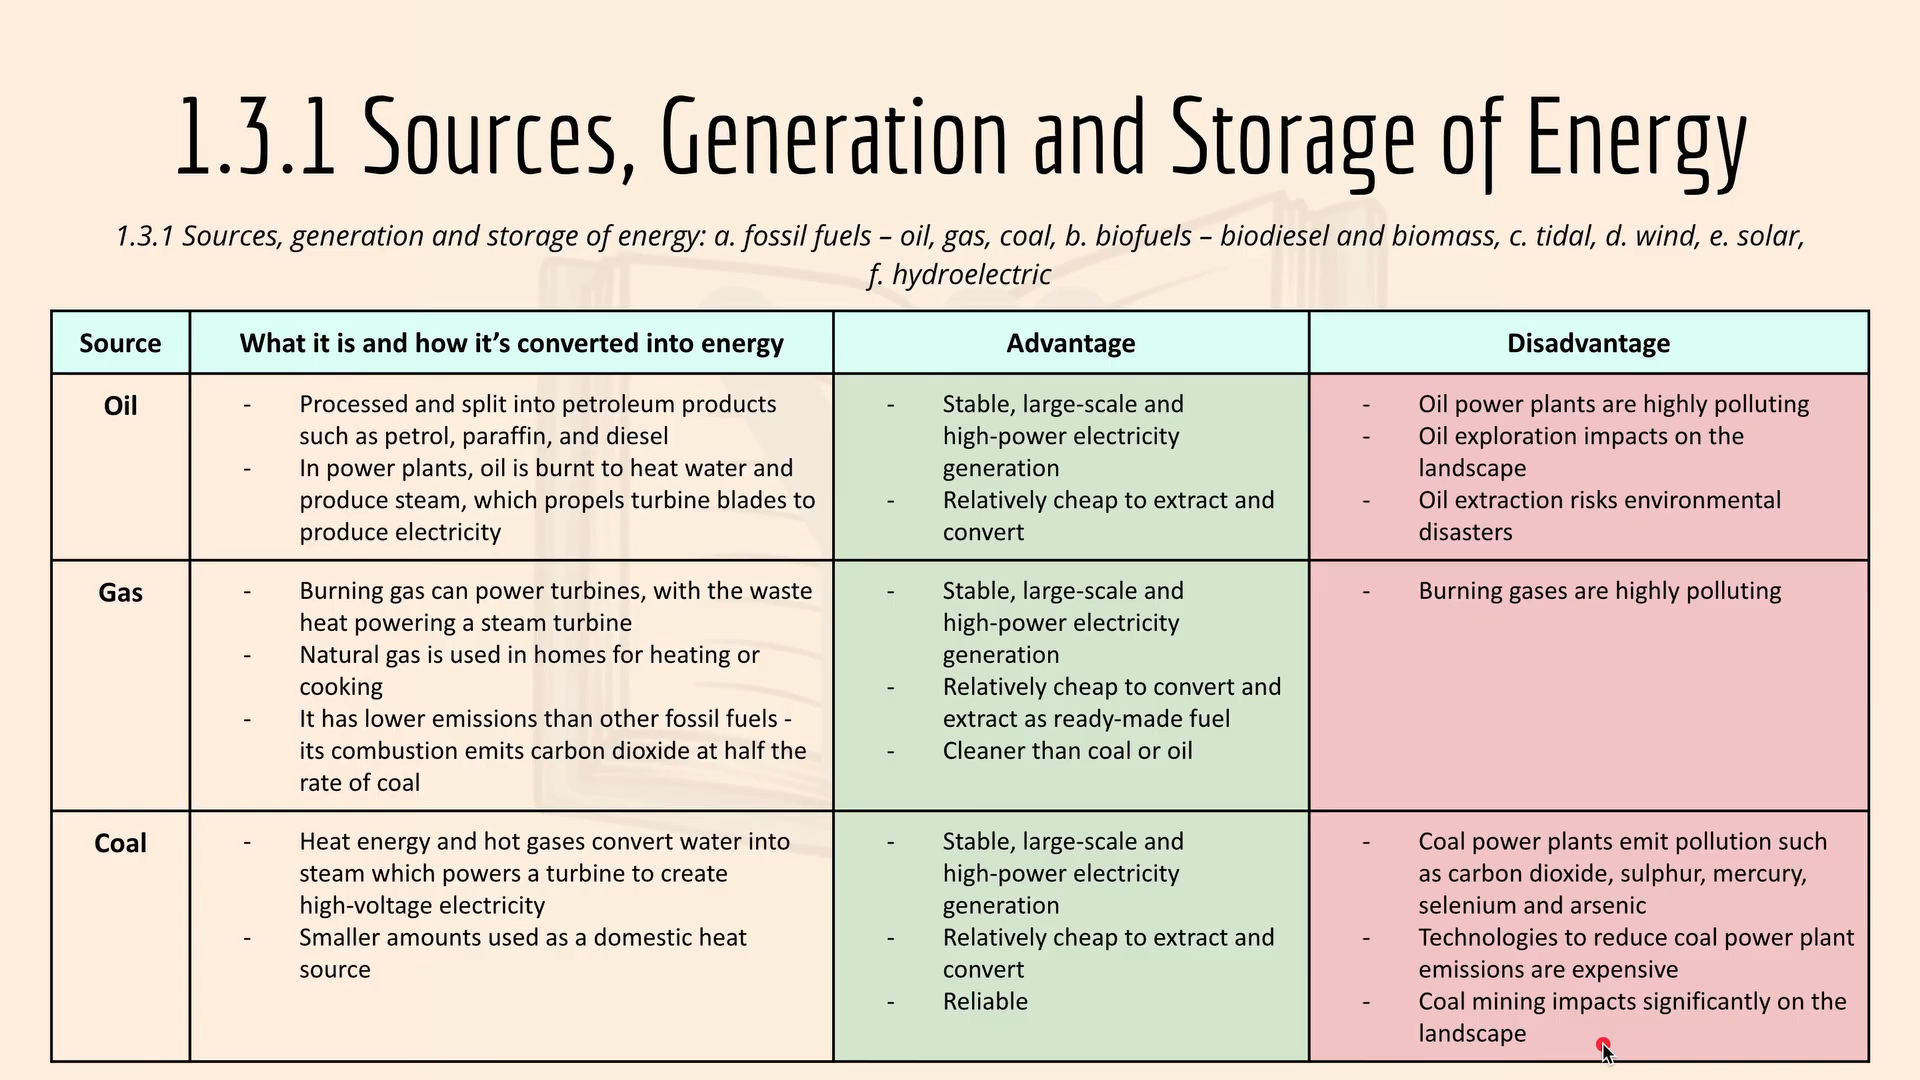 1.3.1 Sources, Generation and Storage of Energy
1.3.1 Sources, generation and storage of energy: a. fossil fuels – oil, gas, coal, b. biofuels – biodiesel and biomass, c. tidal, d. wind, e. solar,
f. hydroelectric
Source
What it is and how it’s converted into energy
Advantage
Disadvantage
Oil
- Processed and split into petroleum products
such as petrol, paraffin, and diesel
- In power plants, oil is burnt to heat water and
produce steam, which propels turbine blades to
produce electricity
- Stable, large-scale and
high-power electricity
generation
- Relatively cheap to extract and
convert
- Oil power plants are highly polluting
- Oil exploration impacts on the
landscape
- Oil extraction risks environmental
disasters
Gas
- Burning gas can power turbines, with the waste
heat powering a steam turbine
- Natural gas is used in homes for heating or
cooking
- It has lower emissions than other fossil fuels -
its combustion emits carbon dioxide at half the
rate of coal
- Stable, large-scale and
high-power electricity
generation
- Relatively cheap to convert and
extract as ready-made fuel
- Cleaner than coal or oil
- Burning gases are highly polluting
Coal
- Heat energy and hot gases convert water into
steam which powers a turbine to create
high-voltage electricity
- Smaller amounts used as a domestic heat
source
- Stable, large-scale and
high-power electricity
generation
- Relatively cheap to extract and
convert
- Reliable
- Coal power plants emit pollution such
as carbon dioxide, sulphur, mercury,
selenium and arsenic
- Technologies to reduce coal power plant
emissions are expensive
- Coal mining impacts significantly on the
landscape